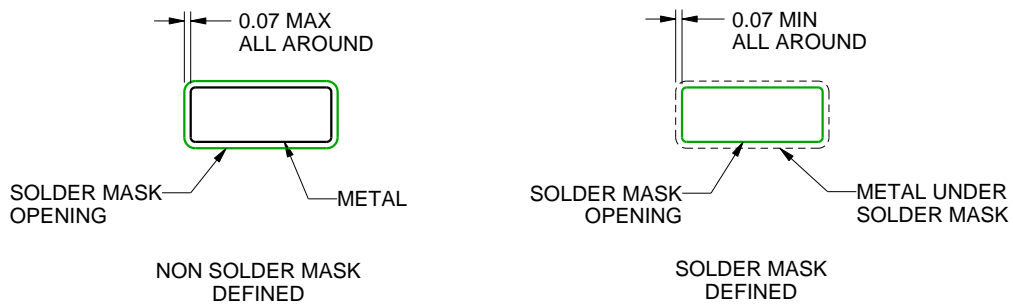 0.07 MAX
ALL AROUND
SOLDER MASK
OPENING
METAL
NON SOLDER MASK
DEFINED
0.07 MIN
ALL AROUND
SOLDER MASK
OPENING
METAL UNDER
SOLDER MASK
SOLDER MASK
DEFINED